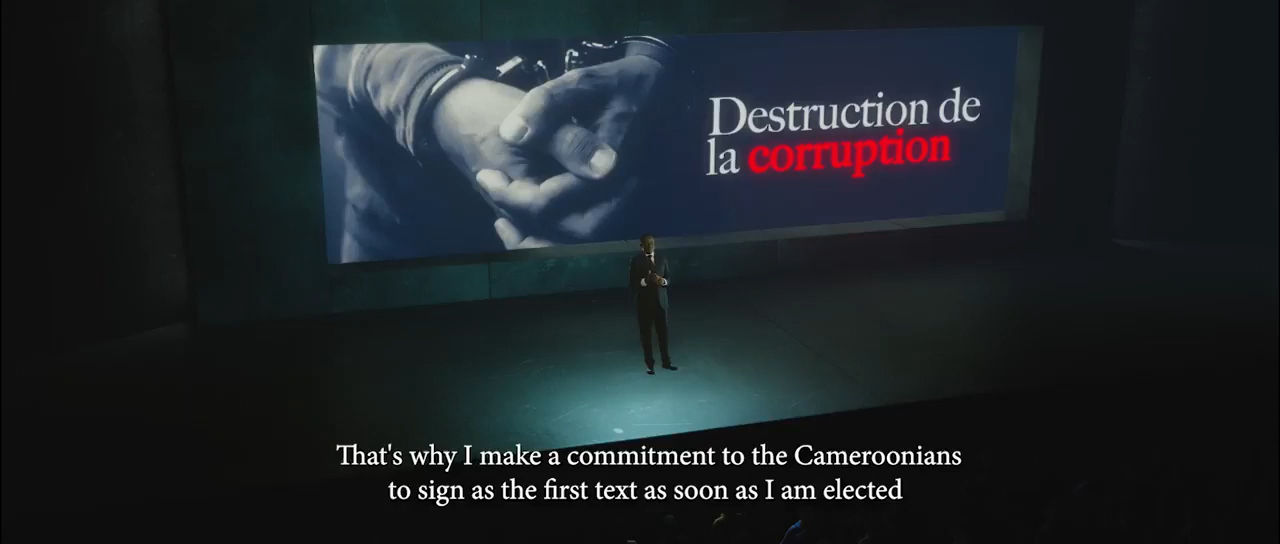 Destruction de
la corruption
That's why I make a commitment to the Cameroonians
to sign as the first text as soon as I am elected